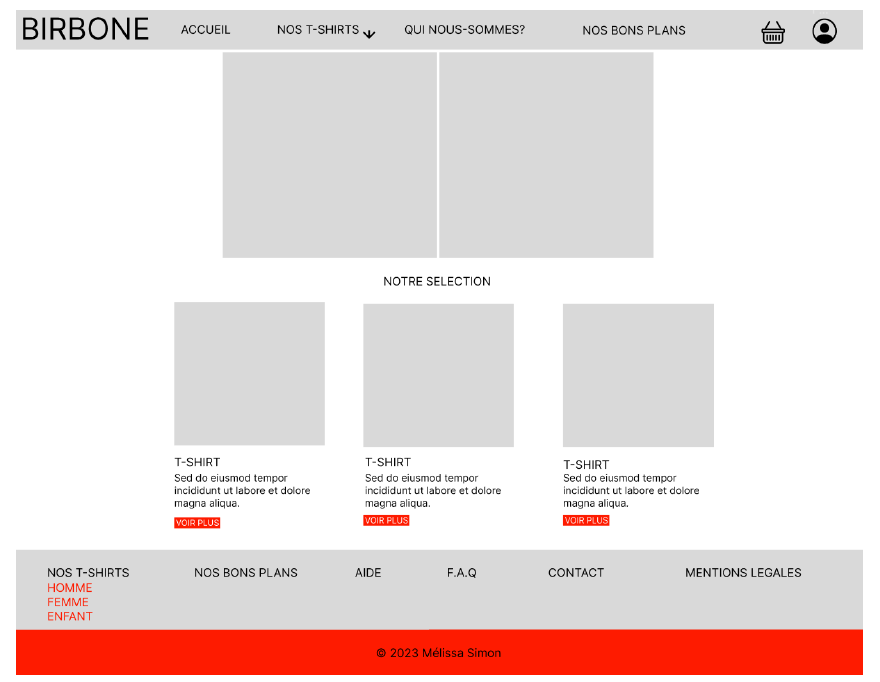 BIRBONE
ACCUEIL
NOS T-SHIRTS
QUI NOUS-SOMMES?
NOS BONS PLANS
NOTRE SELECTION
T-SHIRT
Sed do eiusmod tempor
incididunt ut labore et dolore
magna aliqua.
VOIR PLUS
T-SHIRT
Sed do eiusmod tempor
incididunt ut labore et dolore
magna aliqua.
VOIR PLUS
T-SHIRT
Sed do eiusmod tempor
incididunt ut labore et dolore
magna aliqua.
VOIR PLUS
NOS T-SHIRTS
HOMME
FEMME
ENFANT
NOS BONS PLANS
AIDE
F.A.Q
CONTACT
MENTIONS LEGALES
© 2023 Mélissa Simon